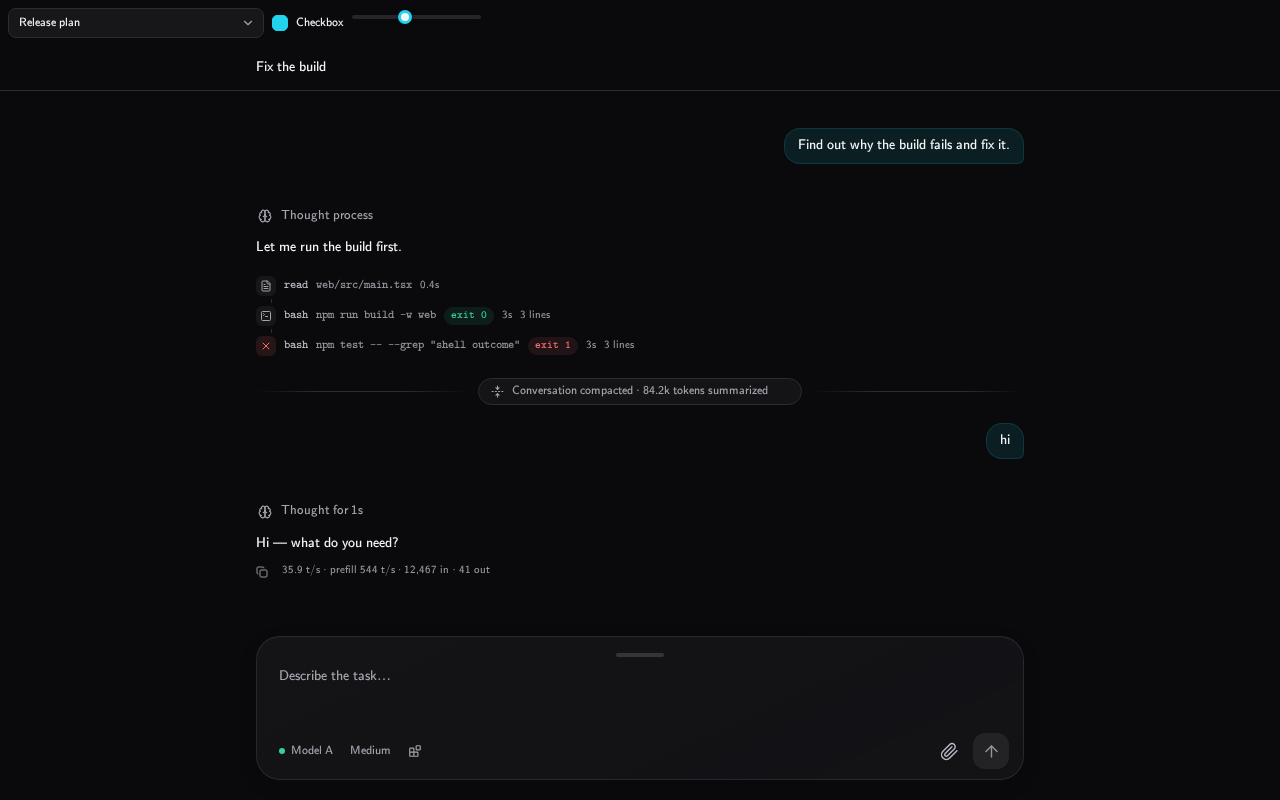 Release plan
Checkbox
Fix the build
Find out why the build fails and fix it.
Thought process
Let me run the build first.
read web/src/main.tsx 0.4s
bash npm run build -w web exit 0 3s 3 lines
bash npm test -- --grep "shell outcome" exit 1 3s 3 lines
Conversation compacted · 84.2k tokens summarized
hi
Thought for 1s
Hi — what do you need?
35.9 t/s · prefill 544 t/s · 12,467 in · 41 out
Describe the task…
Model A Medium